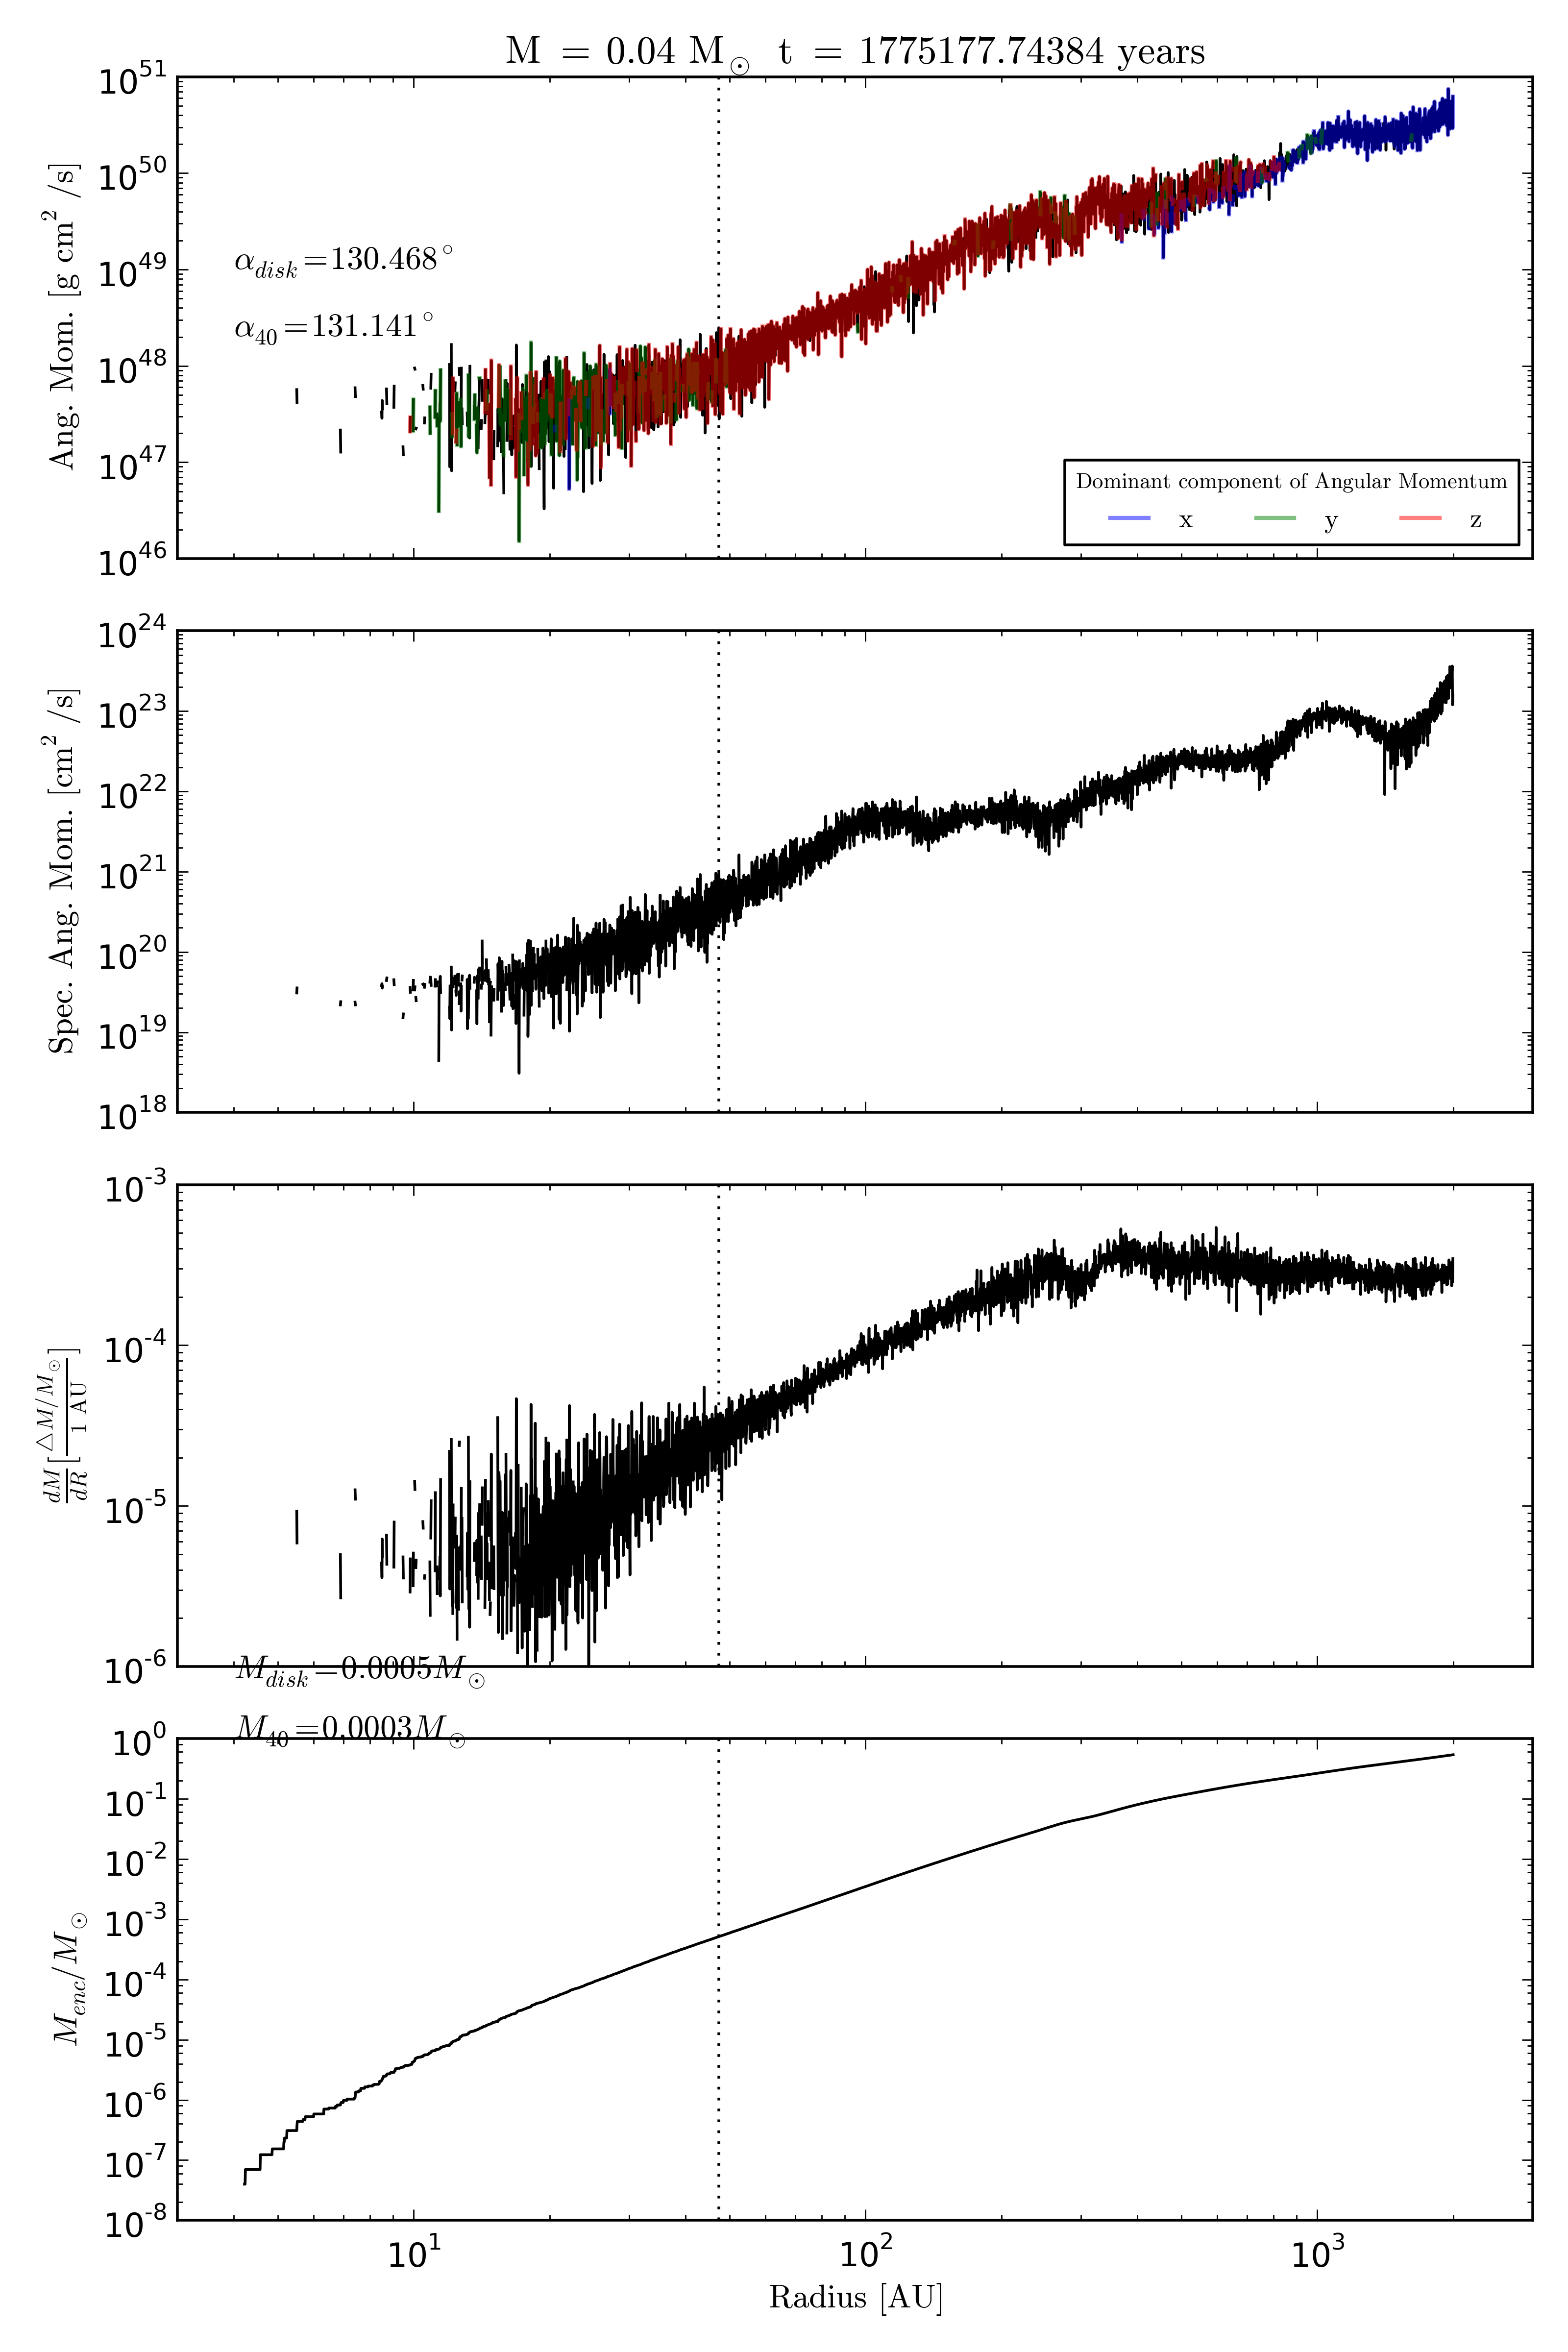 M = 0.04 M⊙ t = 1775177.74384 years
10^51
10^50
10^49
10^48
10^47
10^46
Ang. Mom. [g cm^2 /s]
α_disk=130.468°
α_40=131.141°
Dominant component of Angular Momentum
x y z
10^24
10^23
10^22
10^21
10^20
10^19
10^18
Spec. Ang. Mom. [cm^2 /s]
10^-3
10^-4
10^-5
10^-6
dM/dR [△M/M⊙ / 1 AU]
M_disk=0.0005M⊙
M_40=0.0003M⊙
10^0
10^-1
10^-2
10^-3
10^-4
10^-5
10^-6
10^-7
10^-8
M_enc/M⊙
10^1 10^2 10^3
Radius [AU]